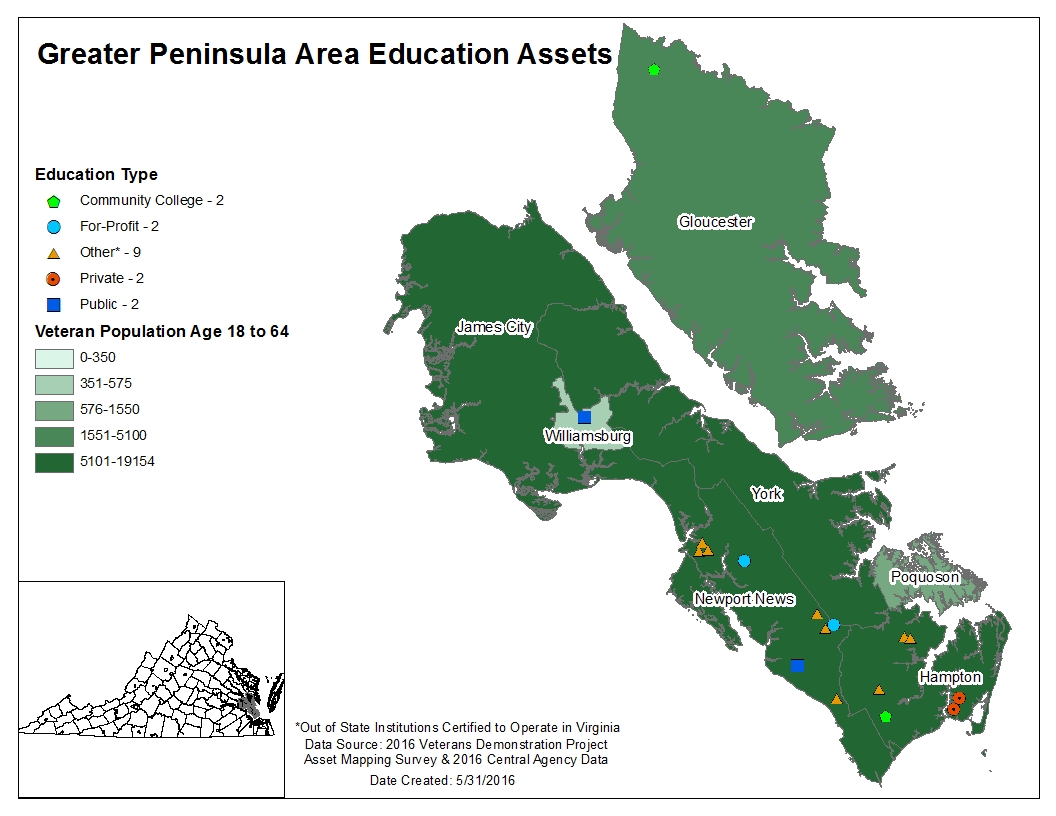 Greater Peninsula Area Education Assets
Education Type
Community College - 2
For-Profit - 2
Other* - 9
Private - 2
Public - 2
Veteran Population Age 18 to 64
0-350
351-575
576-1550
1551-5100
5101-19154
Gloucester
James City
Williamsburg
York
Poquoson
Newport News
Hampton
*Out of State Institutions Certified to Operate in Virginia
Data Source: 2016 Veterans Demonstration Project
Asset Mapping Survey & 2016 Central Agency Data
Date Created: 5/31/2016